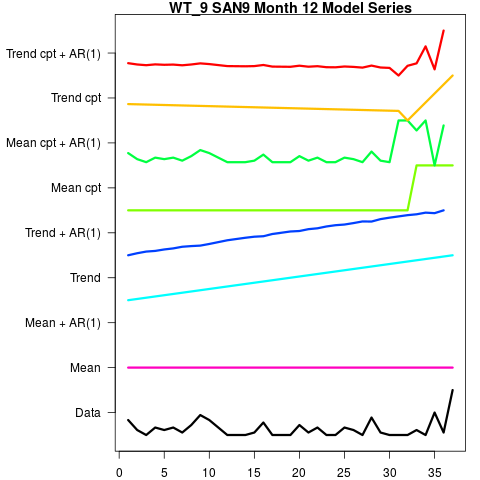 WT_9 SAN9 Month 12 Model Series
Trend cpt + AR(1)
Trend cpt
Mean cpt + AR(1)
Mean cpt
Trend + AR(1)
Trend
Mean + AR(1)
Mean
Data
0 5 10 15 20 25 30 35